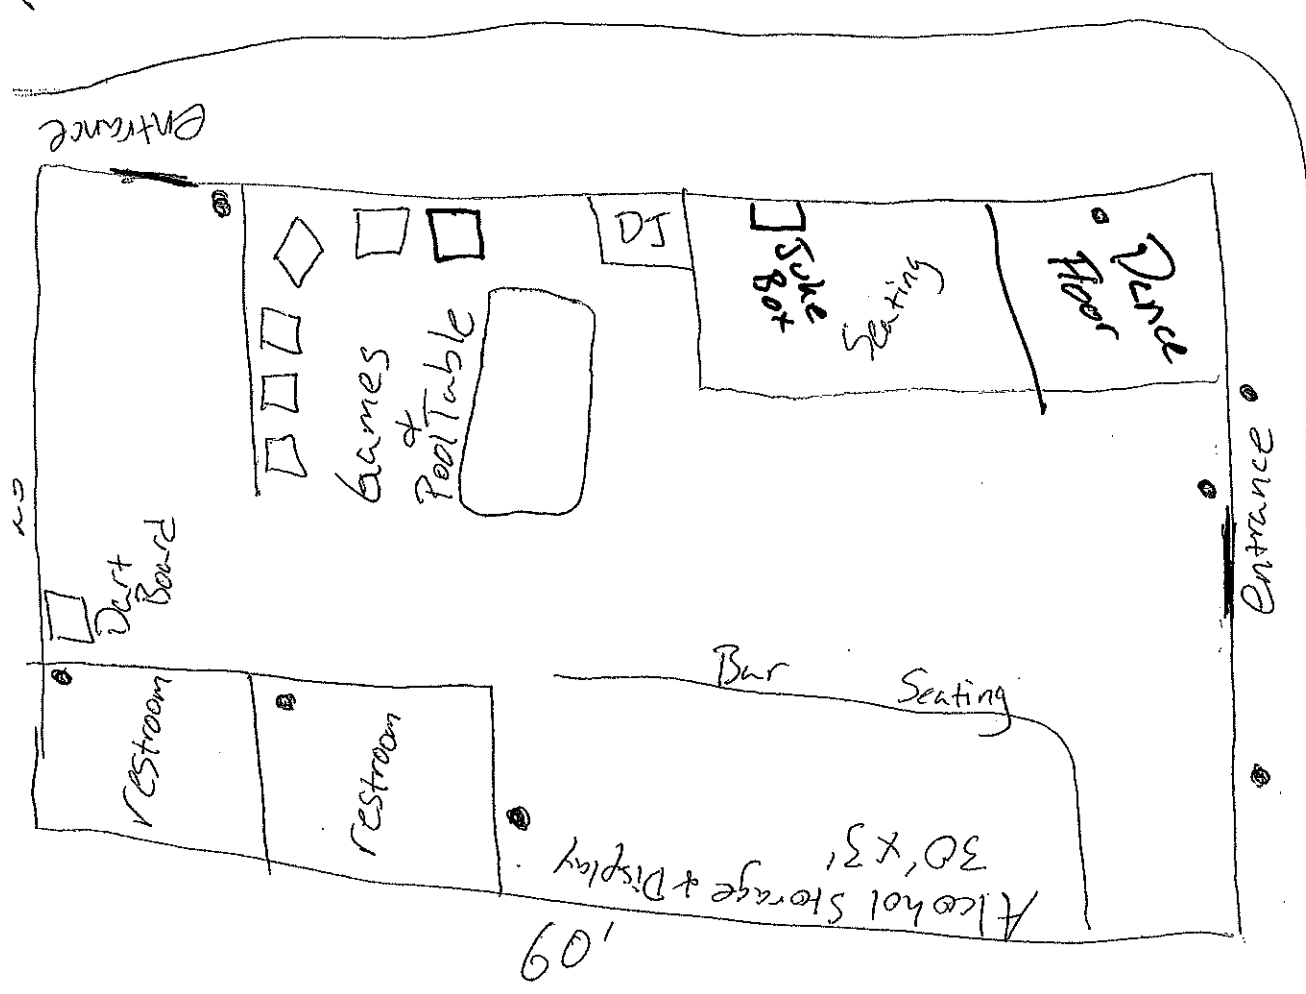 entrance
DJ
Juke
Box
Seating
Dance
Floor
Games
&
Pool Table
entrance
Dart
Board
restroom
restroom
Bar
Seating
Alcohol Storage + Display
30' x 3'
60'